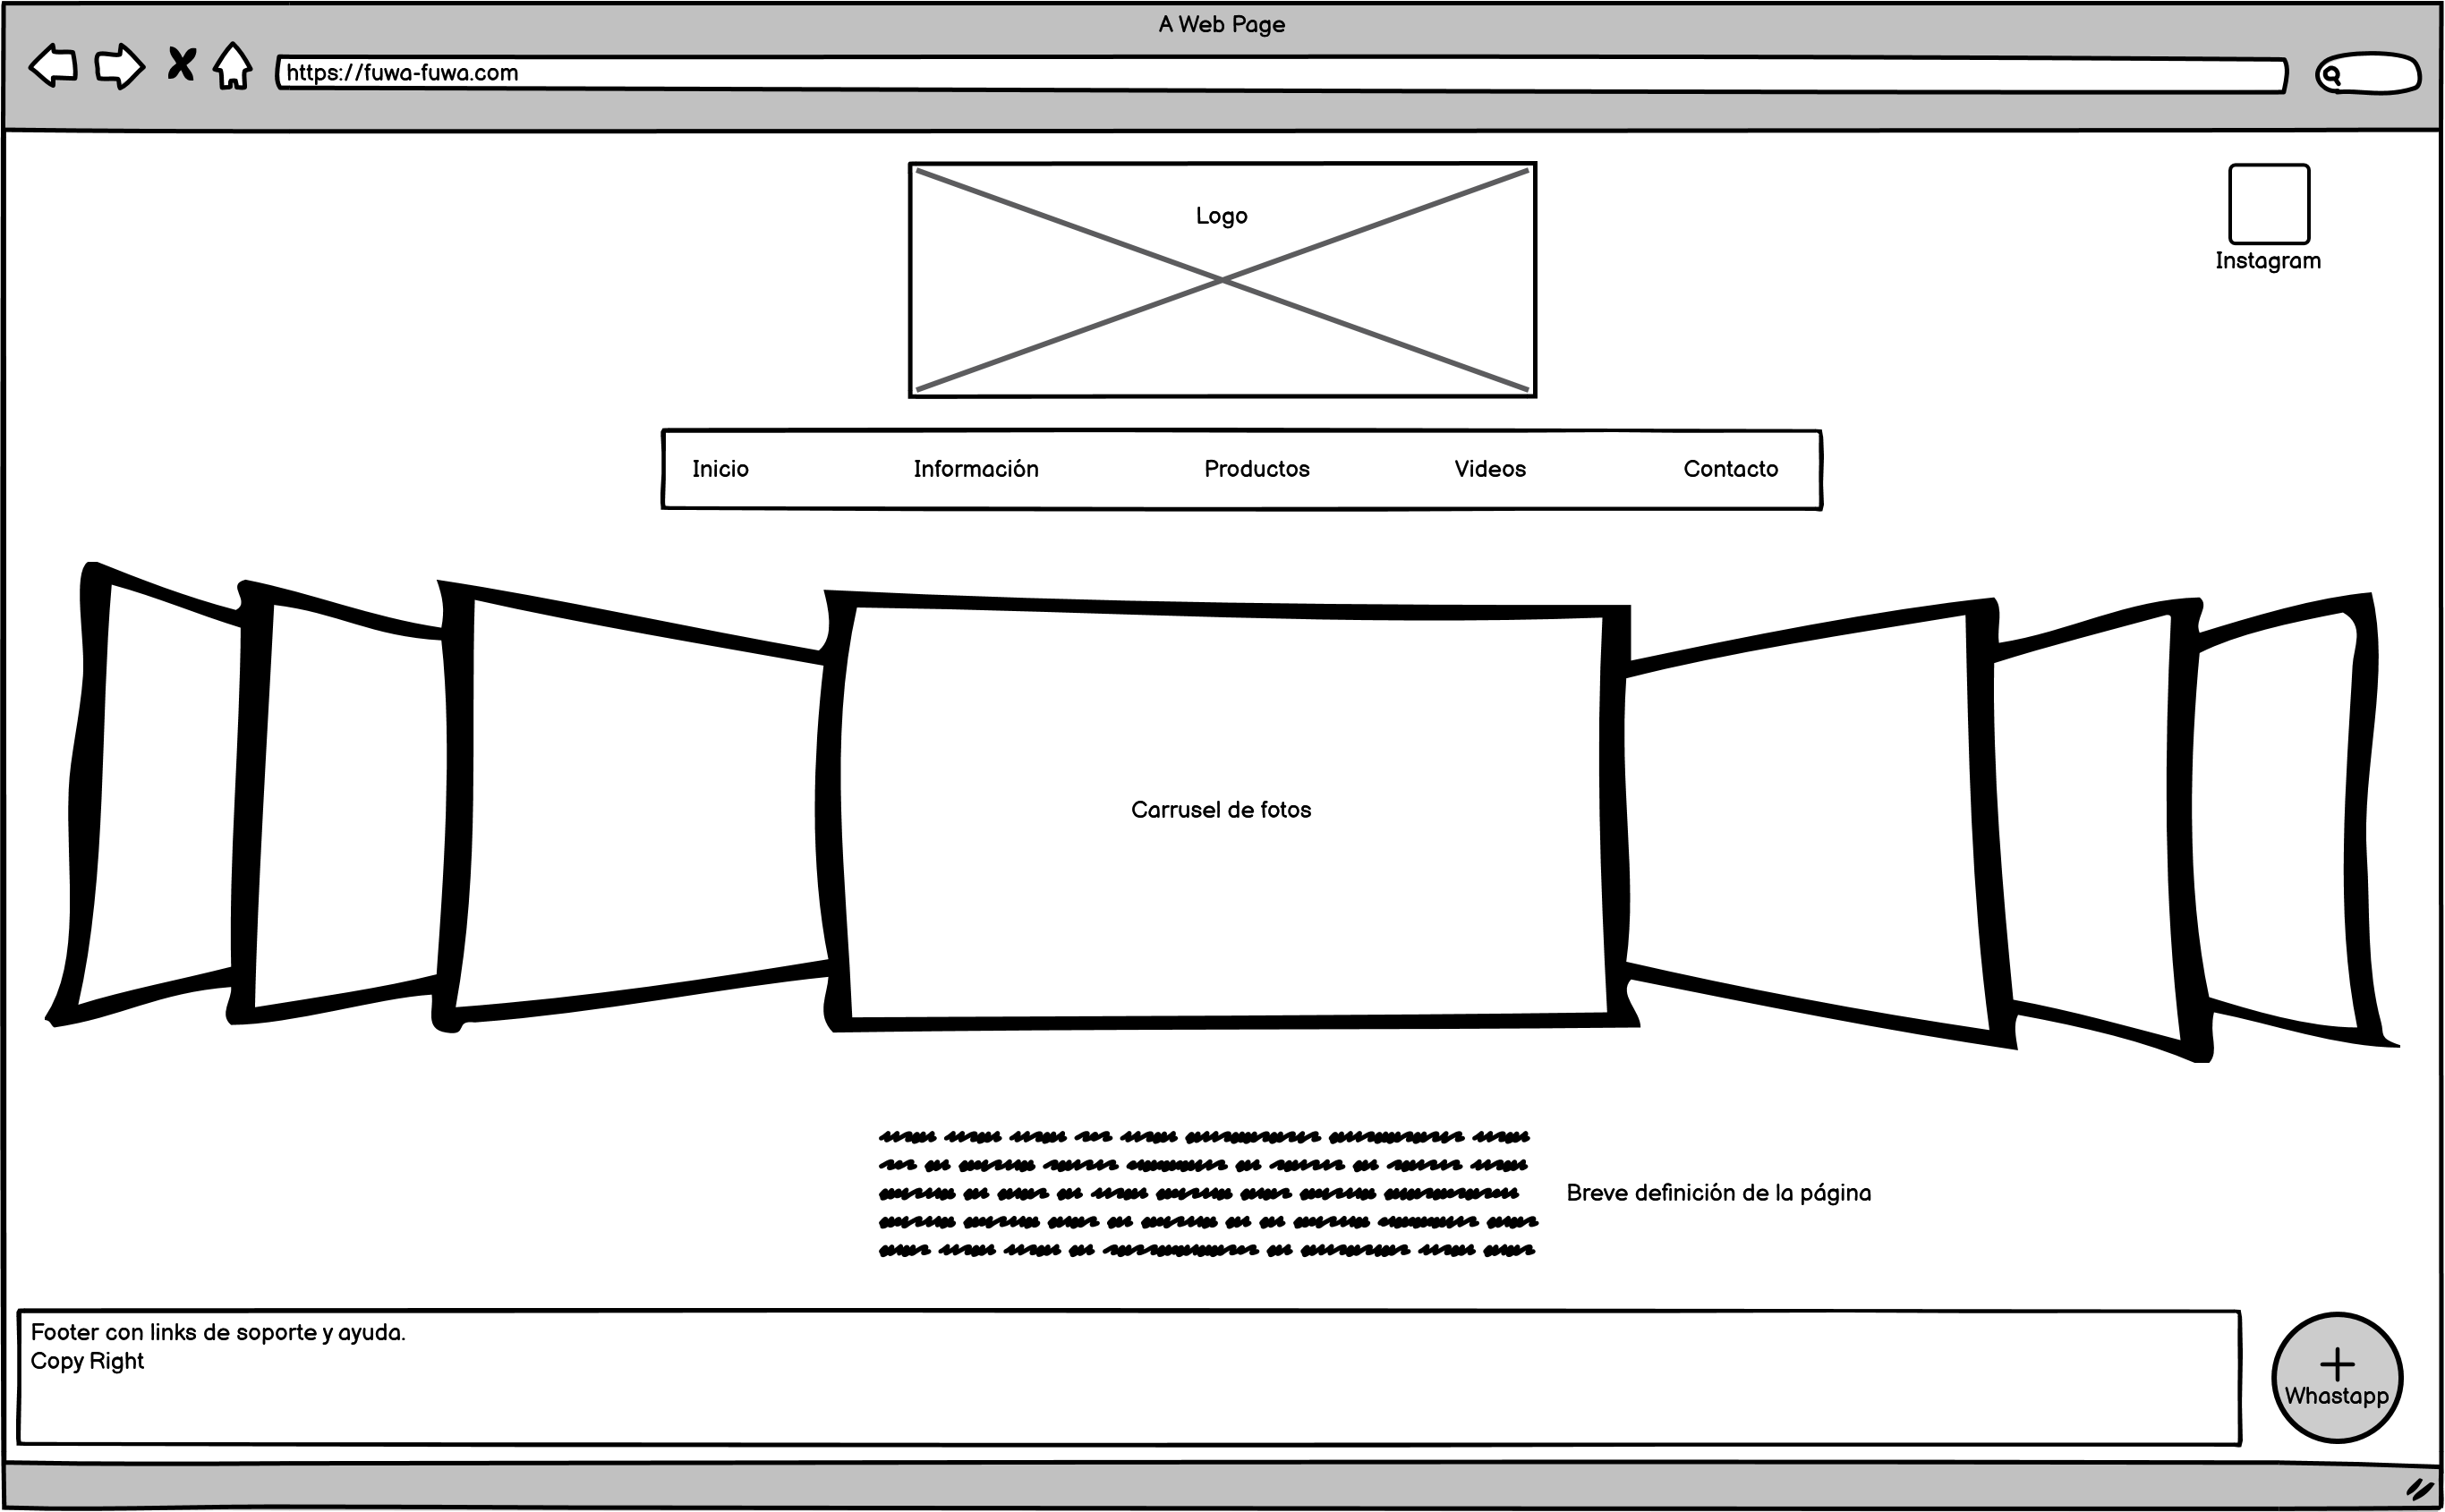 A Web Page
https://fuwa-fuwa.com
Logo
Instagram
Inicio Información Productos Videos Contacto
Carrusel de fotos
Breve definición de la página
Footer con links de soporte y ayuda.
Copy Right
Whastapp